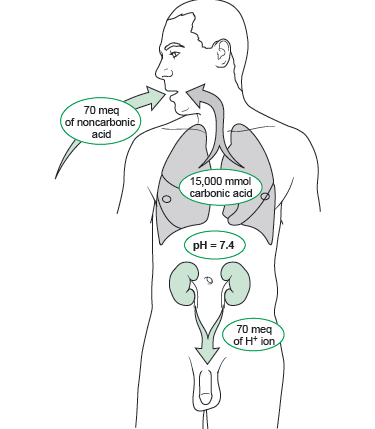 70 meq
of noncarbonic
acid
15,000 mmol
carbonic acid
pH = 7.4
70 meq
of H⁺ ion